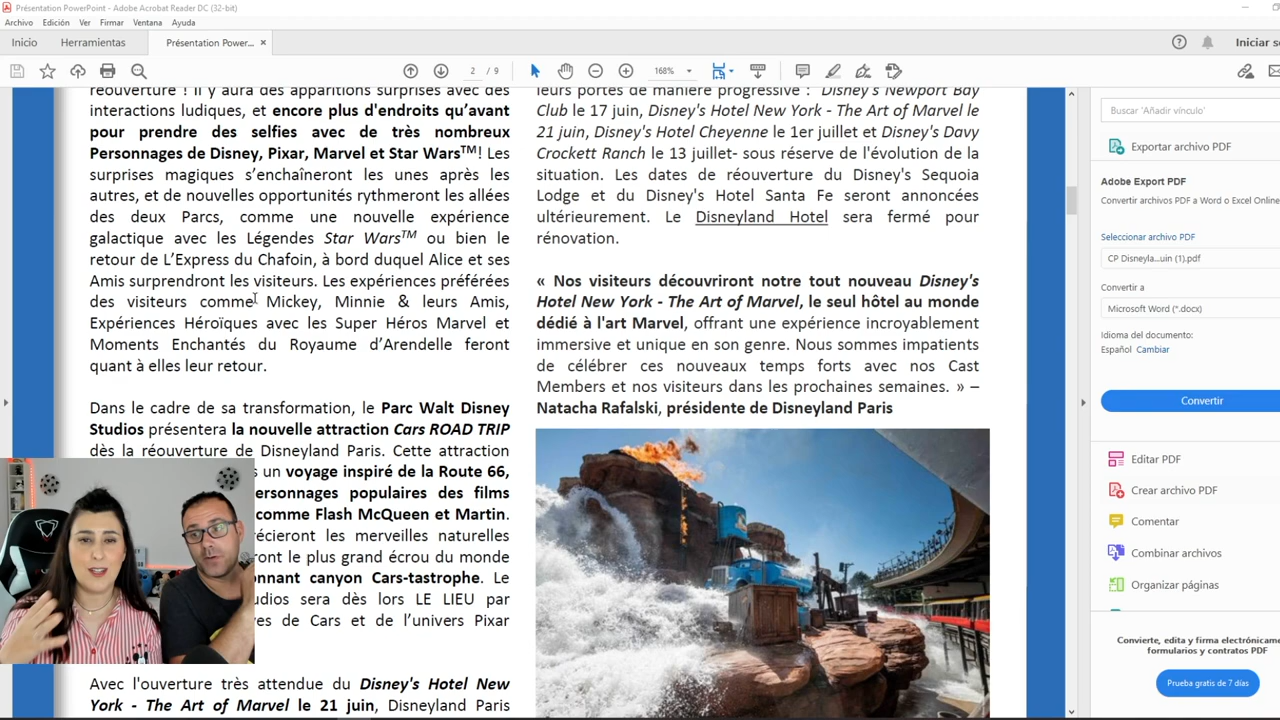 Présentation PowerPoint - Adobe Acrobat Reader DC (32-bit)
Archivo Edición Ver Firmar Ventana Ayuda
Inicio Herramientas Présentation Power... × Iniciar se
2 / 9 168%
réouverture ! Il y aura des apparitions surprises avec des
interactions ludiques, et encore plus d'endroits qu’avant
pour prendre des selfies avec de très nombreux
Personnages de Disney, Pixar, Marvel et Star Wars™! Les
surprises magiques s’enchaîneront les unes après les
autres, et de nouvelles opportunités rythmeront les allées
des deux Parcs, comme une nouvelle expérience
galactique avec les Légendes Star Wars™ ou bien le
retour de L’Express du Chafoin, à bord duquel Alice et ses
Amis surprendront les visiteurs. Les expériences préférées
des visiteurs comme Mickey, Minnie & leurs Amis,
Expériences Héroïques avec les Super Héros Marvel et
Moments Enchantés du Royaume d’Arendelle feront
quant à elles leur retour.
Dans le cadre de sa transformation, le Parc Walt Disney
Studios présentera la nouvelle attraction Cars ROAD TRIP
dès la réouverture de Disneyland Paris. Cette attraction
un voyage inspiré de la Route 66,
ersonnages populaires des films
comme Flash McQueen et Martin.
récieront les merveilles naturelles
ront le plus grand écrou du monde
onnant canyon Cars-tastrophe. Le
udios sera dès lors LE LIEU par
ves de Cars et de l’univers Pixar
Avec l'ouverture très attendue du Disney's Hotel New
York - The Art of Marvel le 21 juin, Disneyland Paris
leurs portes de manière progressive : Disney's Newport Bay
Club le 17 juin, Disney's Hotel New York - The Art of Marvel le
21 juin, Disney's Hotel Cheyenne le 1er juillet et Disney's Davy
Crockett Ranch le 13 juillet- sous réserve de l'évolution de la
situation. Les dates de réouverture du Disney's Sequoia
Lodge et du Disney's Hotel Santa Fe seront annoncées
ultérieurement. Le Disneyland Hotel sera fermé pour
rénovation.
« Nos visiteurs découvriront notre tout nouveau Disney's
Hotel New York - The Art of Marvel, le seul hôtel au monde
dédié à l'art Marvel, offrant une expérience incroyablement
immersive et unique en son genre. Nous sommes impatients
de célébrer ces nouveaux temps forts avec nos Cast
Members et nos visiteurs dans les prochaines semaines. » –
Natacha Rafalski, présidente de Disneyland Paris
Buscar 'Añadir vínculo'
Exportar archivo PDF
Adobe Export PDF
Convertir archivos PDF a Word o Excel Online
Seleccionar archivo PDF
CP Disneyla...uin (1).pdf
Convertir a
Microsoft Word (*.docx)
Idioma del documento:
Español Cambiar
Convertir
Editar PDF
Crear archivo PDF
Comentar
Combinar archivos
Organizar páginas
Convierte, edita y firma electrónicame
formularios y contratos PDF
Prueba gratis de 7 días